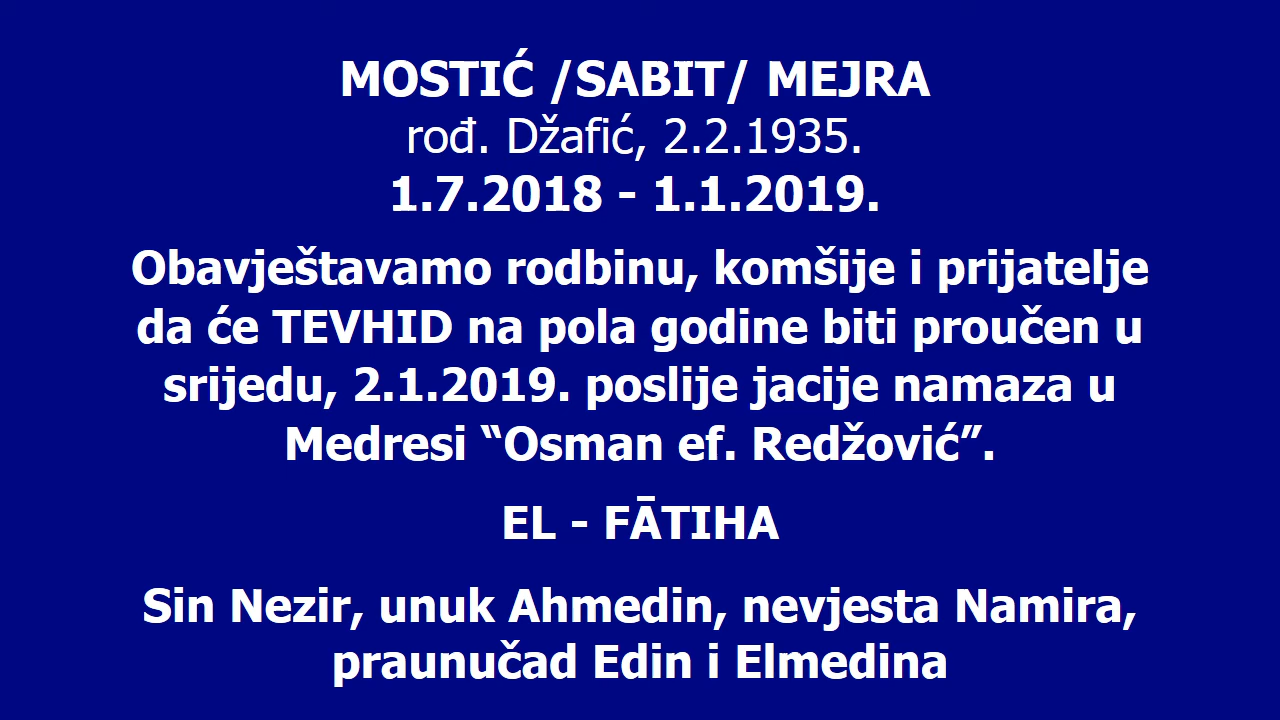 MOSTIĆ /SABIT/ MEJRA
rođ. Džafić, 2.2.1935.
1.7.2018 - 1.1.2019.
Obavještavamo rodbinu, komšije i prijatelje
da će TEVHID na pola godine biti proučen u
srijedu, 2.1.2019. poslije jacije namaza u
Medresi “Osman ef. Redžović”.
EL - FĀTIHA
Sin Nezir, unuk Ahmedin, nevjesta Namira,
praunučad Edin i Elmedina